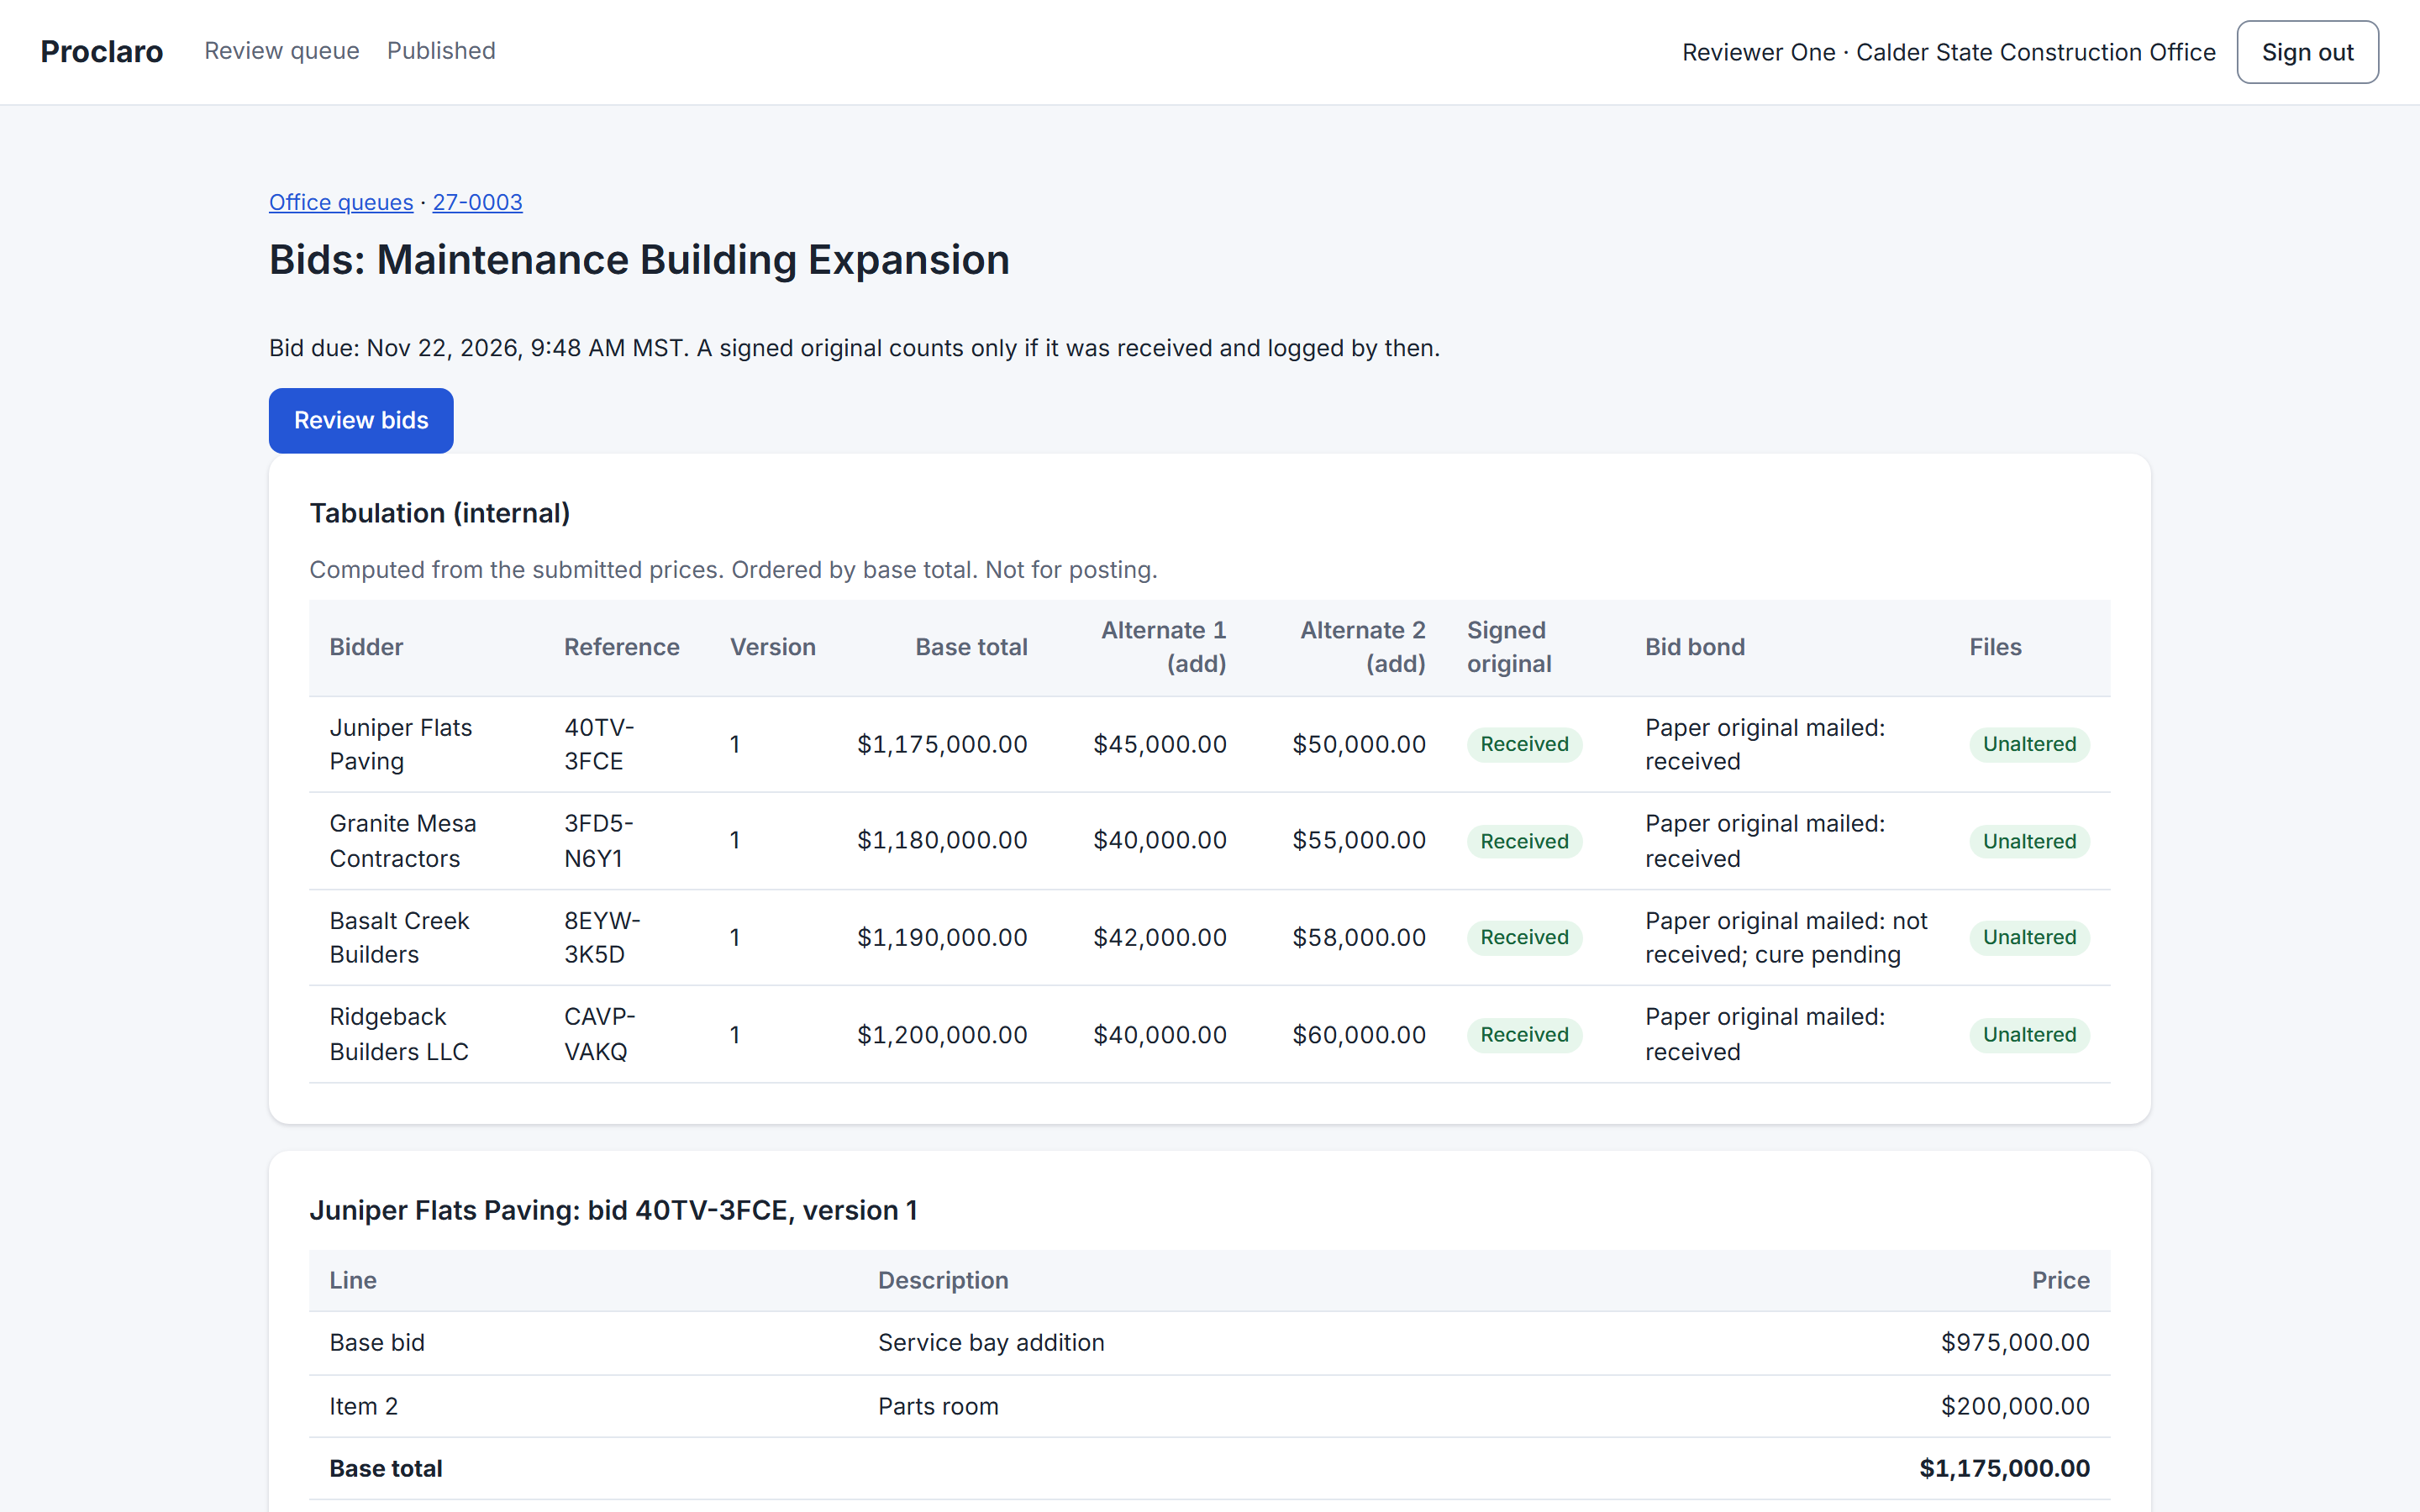 Proclaro Review queue Published Reviewer One · Calder State Construction Office Sign out
Office queues · 27-0003
Bids: Maintenance Building Expansion
Bid due: Nov 22, 2026, 9:48 AM MST. A signed original counts only if it was received and logged by then.
Review bids
Tabulation (internal)
Computed from the submitted prices. Ordered by base total. Not for posting.
Bidder Reference Version Base total Alternate 1 (add) Alternate 2 (add) Signed original Bid bond Files
Juniper Flats Paving 40TV-3FCE 1 $1,175,000.00 $45,000.00 $50,000.00 Received Paper original mailed: received Unaltered
Granite Mesa Contractors 3FD5-N6Y1 1 $1,180,000.00 $40,000.00 $55,000.00 Received Paper original mailed: received Unaltered
Basalt Creek Builders 8EYW-3K5D 1 $1,190,000.00 $42,000.00 $58,000.00 Received Paper original mailed: not received; cure pending Unaltered
Ridgeback Builders LLC CAVP-VAKQ 1 $1,200,000.00 $40,000.00 $60,000.00 Received Paper original mailed: received Unaltered
Juniper Flats Paving: bid 40TV-3FCE, version 1
Line Description Price
Base bid Service bay addition $975,000.00
Item 2 Parts room $200,000.00
Base total $1,175,000.00